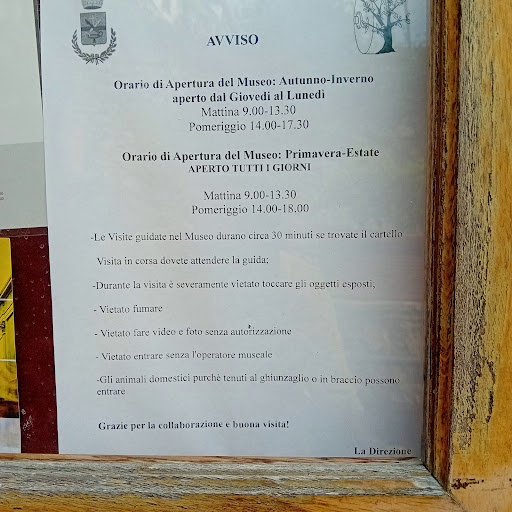 AVVISO
Orario di Apertura del Museo: Autunno-Inverno
aperto dal Giovedì al Lunedì
Mattina 9.00-13.30
Pomeriggio 14.00-17.30
Orario di Apertura del Museo: Primavera-Estate
APERTO TUTTI I GIORNI
Mattina 9.00-13.30
Pomeriggio 14.00-18.00
-Le Visite guidate nel Museo durano circa 30 minuti se trovate il cartello
Visita in corsa dovete attendere la guida;
-Durante la visita è severamente vietato toccare gli oggetti esposti;
- Vietato fumare
- Vietato fare video e foto senza autorizzazione
- Vietato entrare senza l'operatore museale
-Gli animali domestici purchè tenuti al ghiunzaglio o in braccio possono
entrare
Grazie per la collaborazione e buona visita!
La Direzione